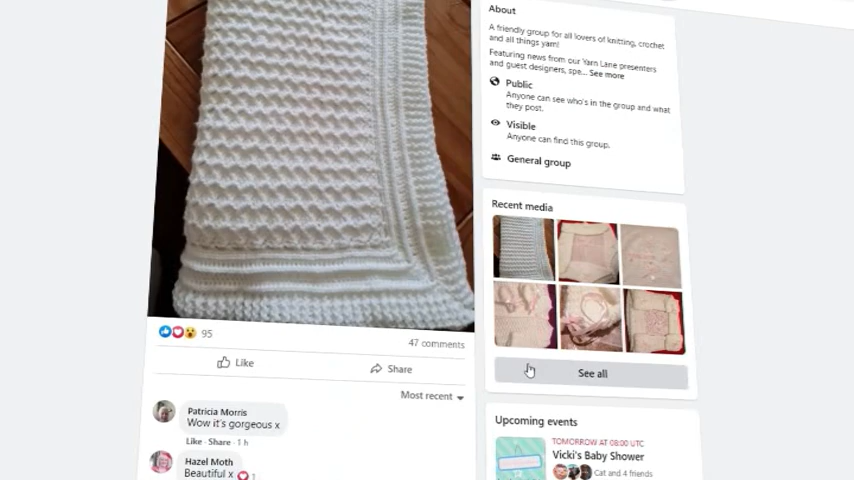 About
A friendly group for all lovers of knitting, crochet
and all things yarn!
Featuring news from our Yarn Lane presenters
and guest designers, spa... See more
Public
Anyone can see who's in the group and what
they post.
Visible
Anyone can find this group.
General group
Recent media
See all
95
47 comments
Like
Share
Most recent
Patricia Morris
Wow it's gorgeous x
Like · Share · 1 h
Hazel Moth
Beautiful x
1
Upcoming events
TOMORROW AT 08:00 UTC
Vicki's Baby Shower
Cat and 4 friends